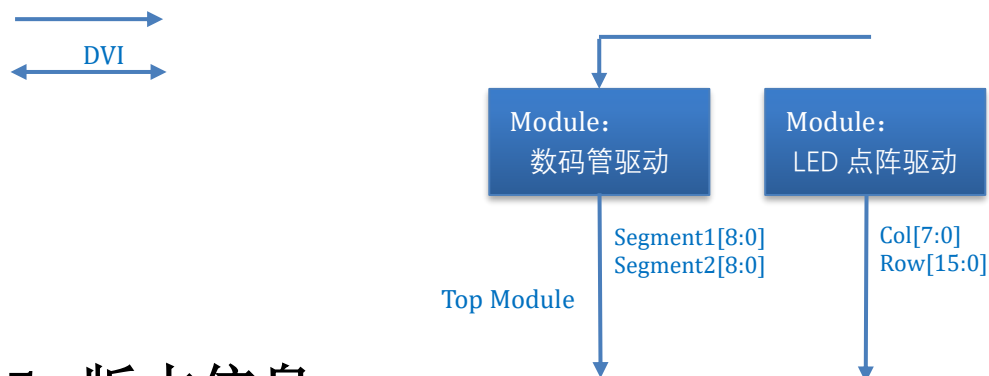 DVI
Module：
数码管驱动
Module：
LED 点阵驱动
Segment1[8:0]
Segment2[8:0]
Col[7:0]
Row[15:0]
Top Module